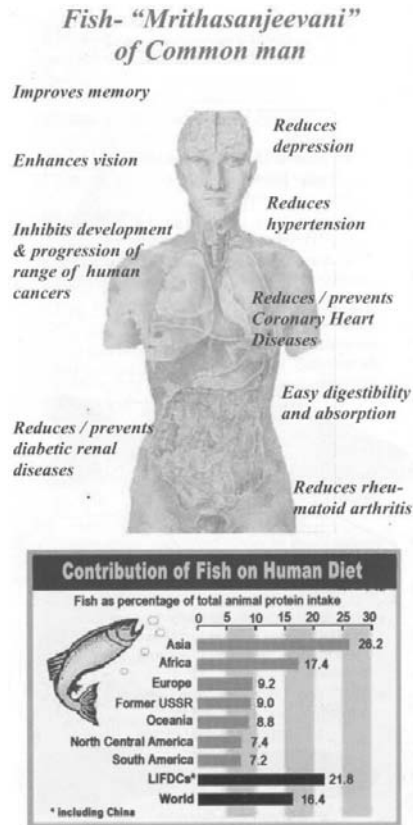 Fish- “Mrithasanjeevani”
of Common man
Improves memory
Reduces
depression
Enhances vision
Reduces
hypertension
Inhibits development
& progression of
range of human
cancers
Reduces / prevents
Coronary Heart
Diseases
Easy digestibility
and absorption
Reduces / prevents
diabetic renal
diseases
Reduces rheu-
matoid arthritis
Contribution of Fish on Human Diet
Fish as percentage of total animal protein intake
0 5 10 15 20 25 30
Asia 26.2
Africa 17.4
Europe 9.2
Former USSR 9.0
Oceania 8.8
North Central America 7.4
South America 7.2
LIFDCs* 21.8
World 16.4
* including China